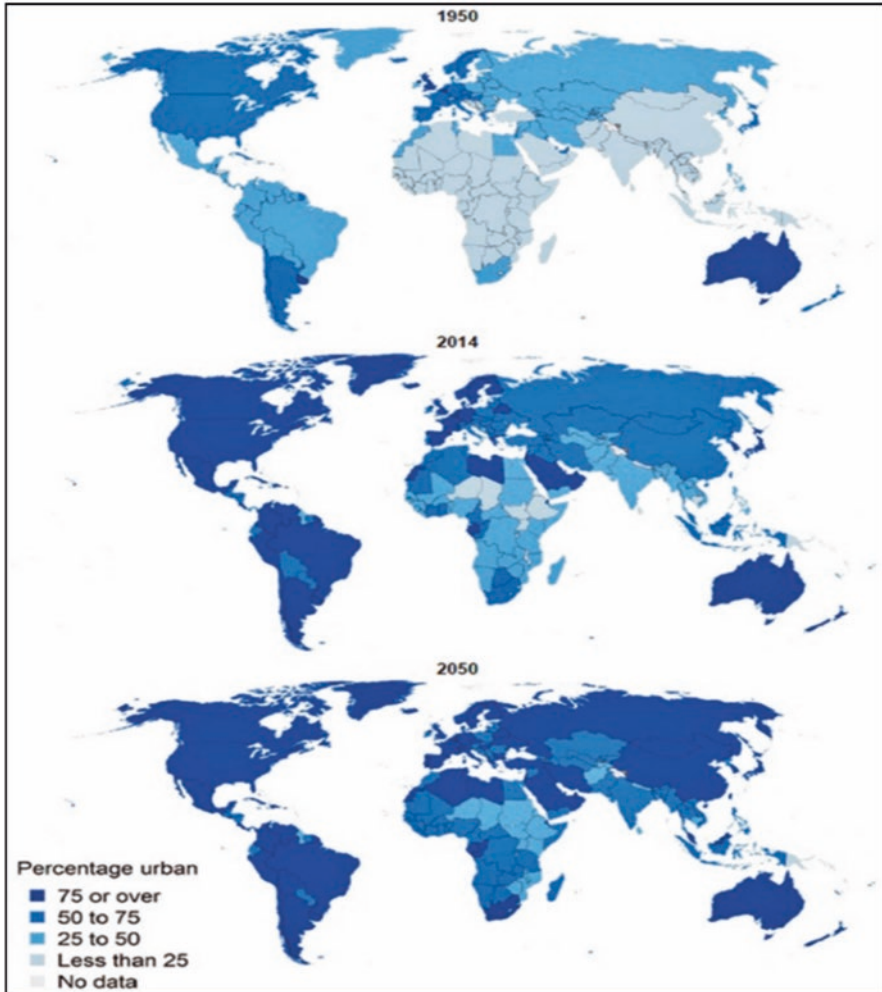 1950
2014
2050
Percentage urban
75 or over
50 to 75
25 to 50
Less than 25
No data